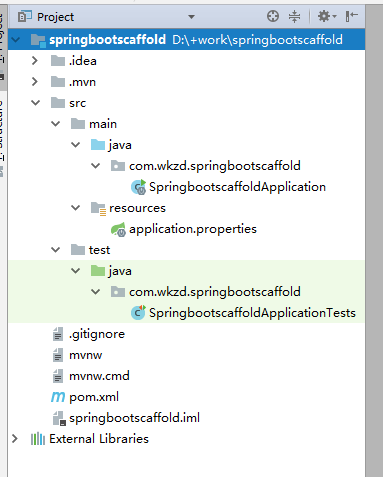 Project
springbootscaffold D:\+work\springbootscaffold
.idea
.mvn
src
main
java
com.wkzd.springbootscaffold
SpringbootscaffoldApplication
resources
application.properties
test
java
com.wkzd.springbootscaffold
SpringbootscaffoldApplicationTests
.gitignore
mvnw
mvnw.cmd
pom.xml
springbootscaffold.iml
External Libraries